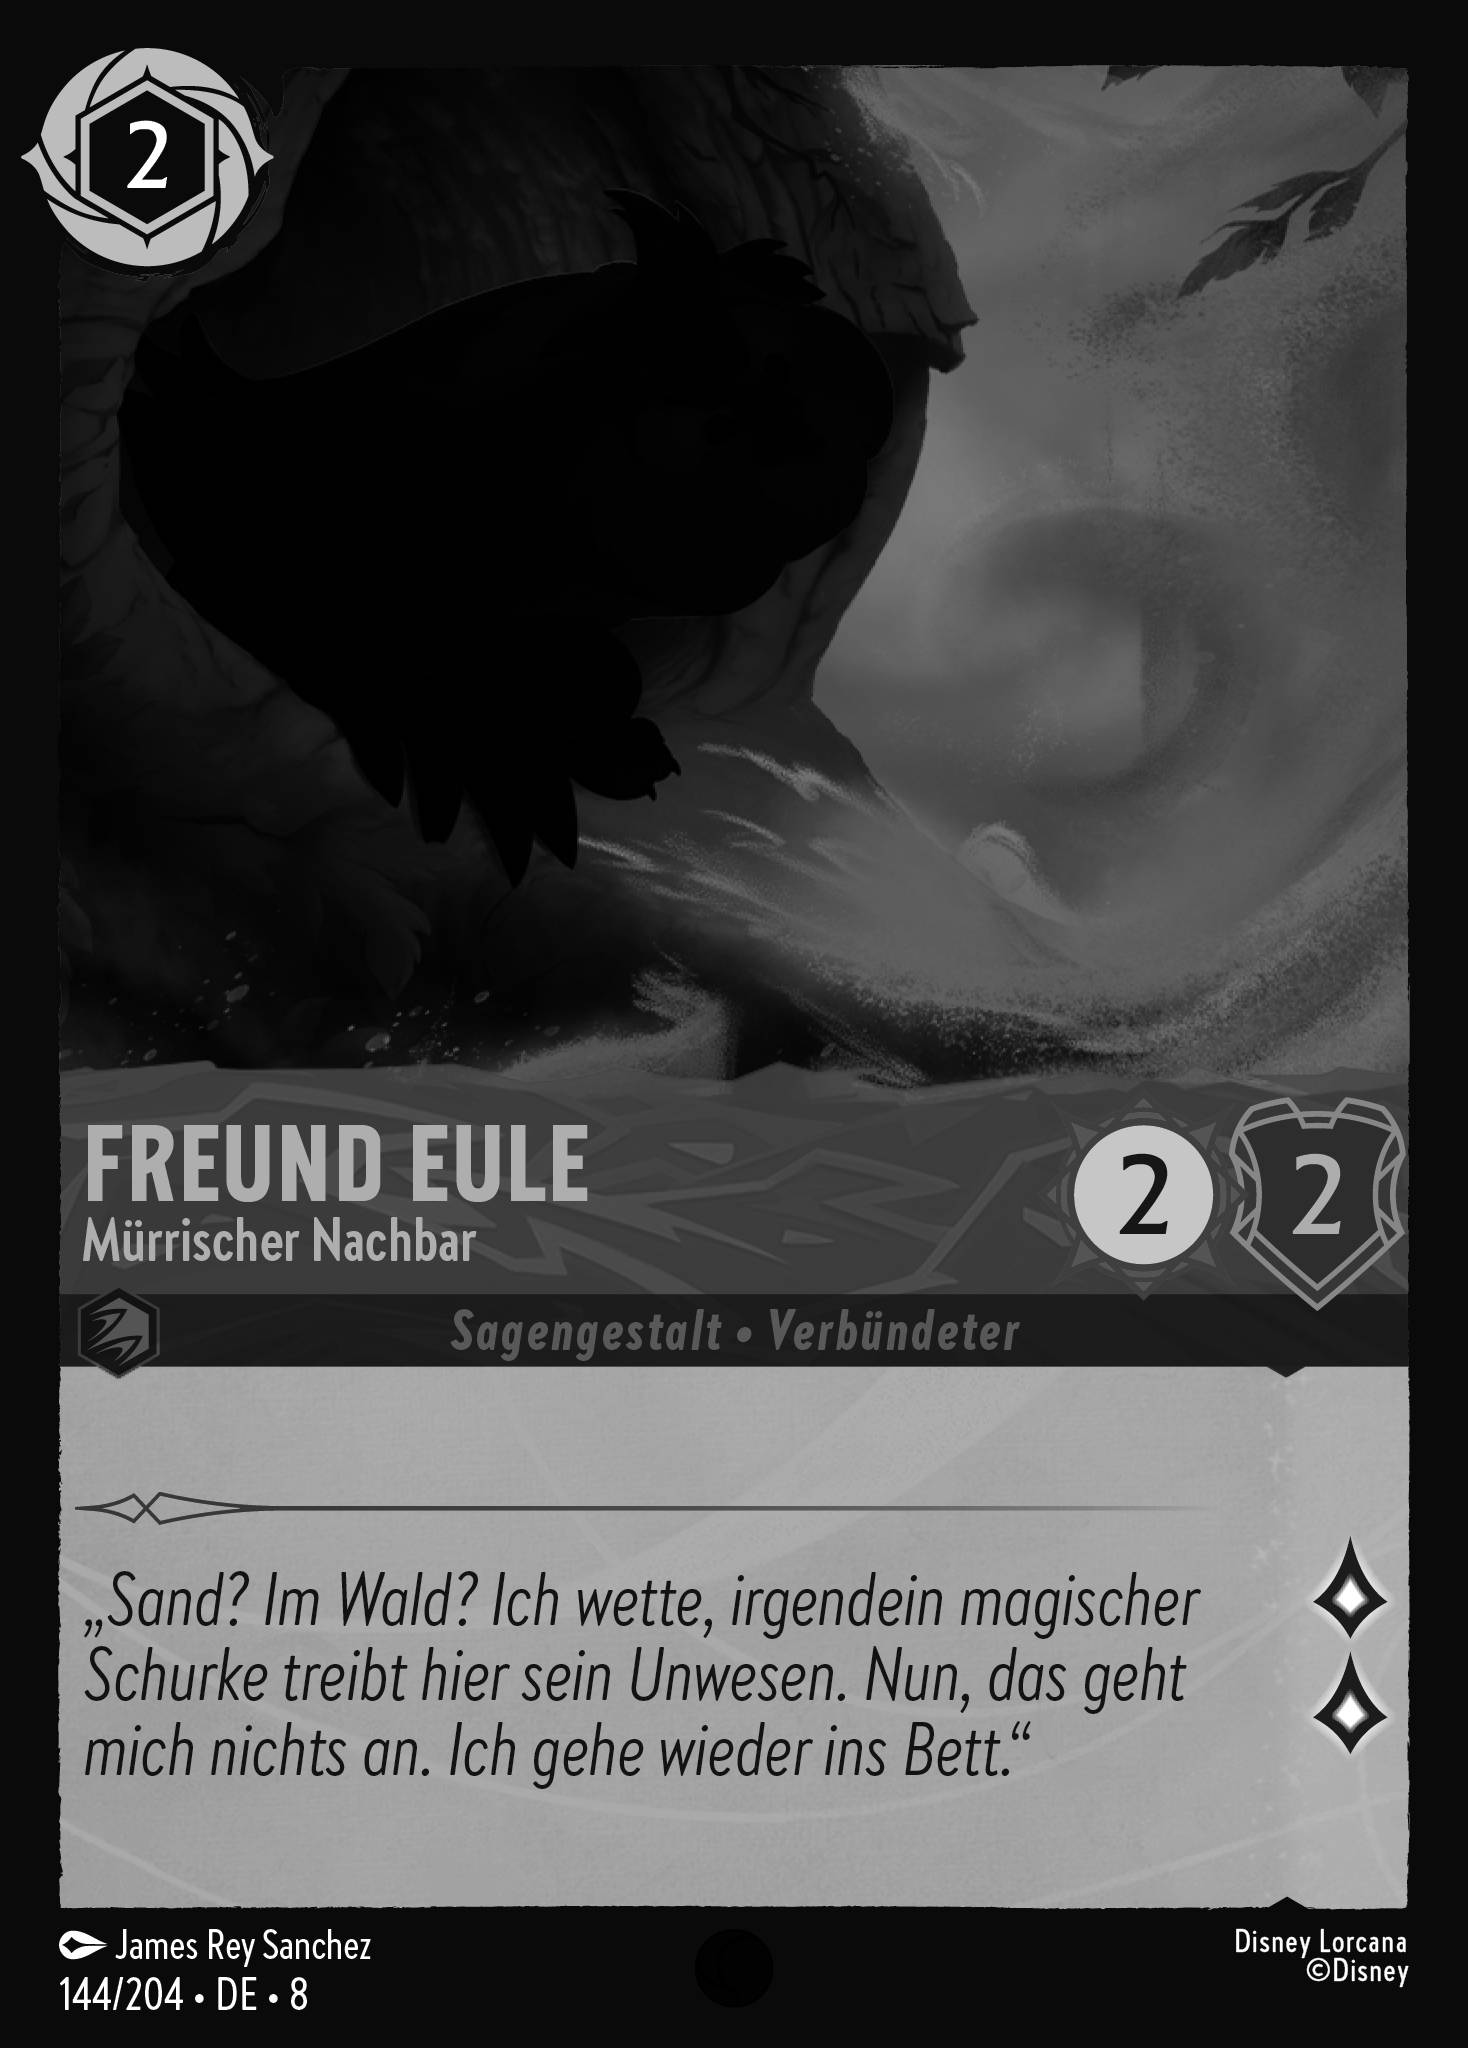 2
FREUND EULE
Mürrischer Nachbar
2 2
Sagengestalt • Verbündeter
„Sand? Im Wald? Ich wette, irgendein magischer
Schurke treibt hier sein Unwesen. Nun, das geht
mich nichts an. Ich gehe wieder ins Bett.“
James Rey Sanchez
144/204 • DE • 8
Disney Lorcana
©Disney